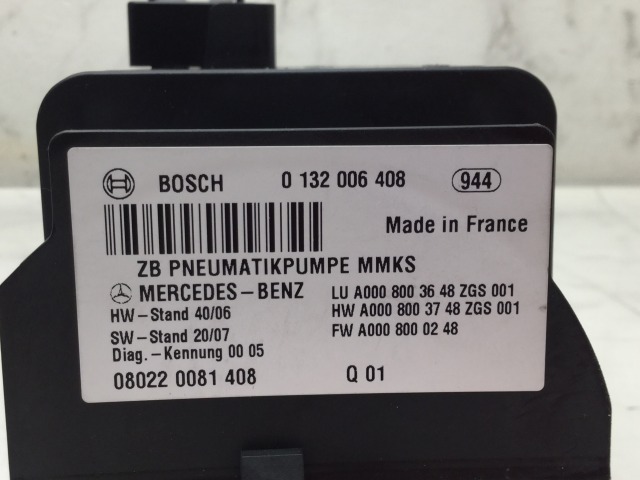 BOSCH 0 132 006 408 944
Made in France
ZB PNEUMATIKPUMPE MMKS
MERCEDES-BENZ LU A000 800 36 48 ZGS 001
HW-Stand 40/06 HW A000 800 37 48 ZGS 001
SW-Stand 20/07 FW A000 800 02 48
Diag.-Kennung 00 05
08022 0081 408 Q 01